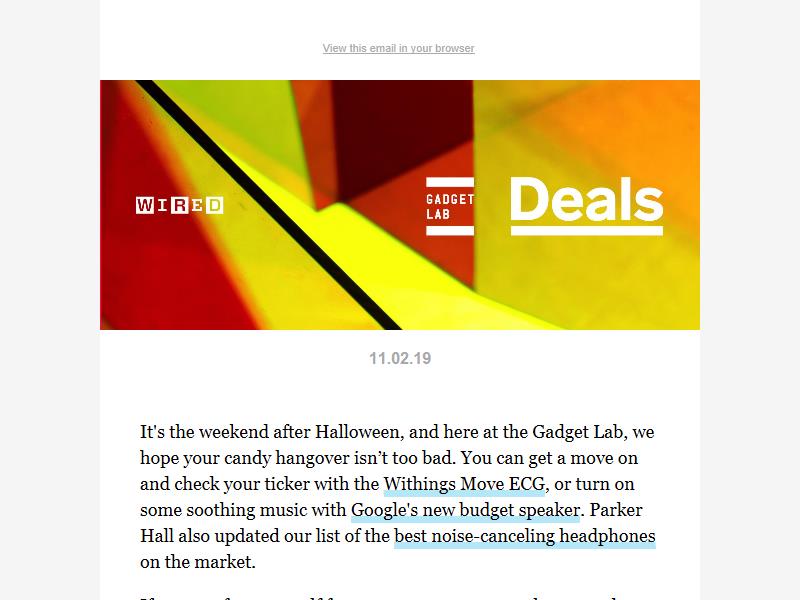 View this email in your browser
WIRED
GADGET
LAB
Deals
11.02.19
It's the weekend after Halloween, and here at the Gadget Lab, we
hope your candy hangover isn’t too bad. You can get a move on
and check your ticker with the Withings Move ECG, or turn on
some soothing music with Google's new budget speaker. Parker
Hall also updated our list of the best noise-canceling headphones
on the market.